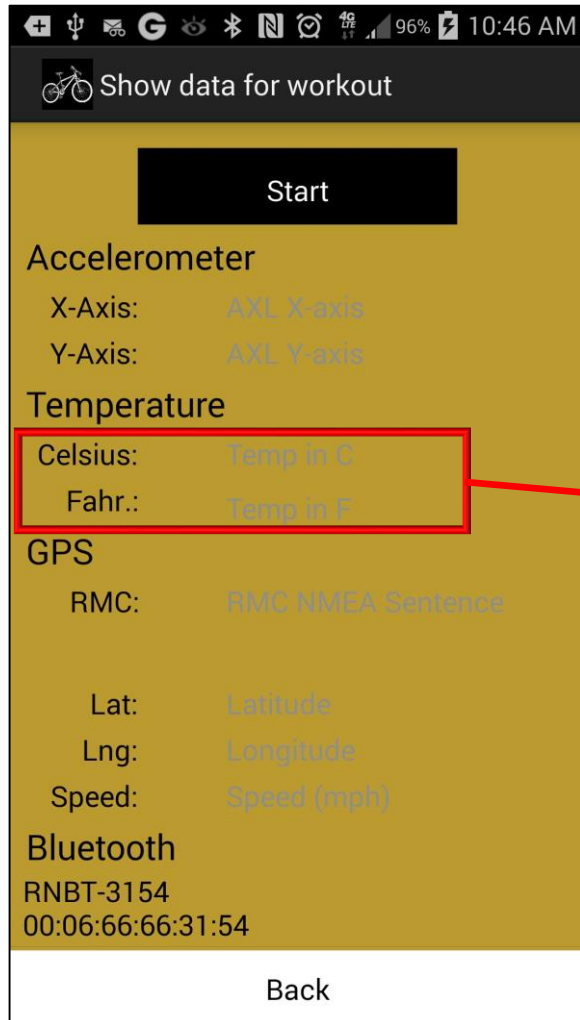 4G LTE 96% 10:46 AM
Show data for workout
Start
Accelerometer
X-Axis: AXL X-axis
Y-Axis: AXL Y-axis
Temperature
Celsius: Temp in C
Fahr.: Temp in F
GPS
RMC: RMC NMEA Sentence
Lat: Latitude
Lng: Longitude
Speed: Speed (mph)
Bluetooth
RNBT-3154
00:06:66:66:31:54
Back